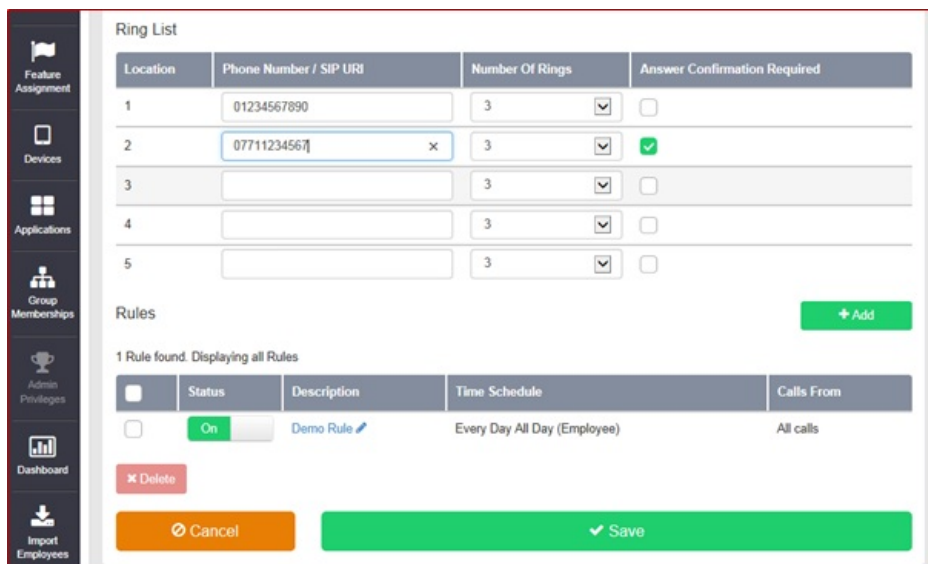 Feature
Assignment
Devices
Applications
Group
Memberships
Admin
Privileges
Dashboard
Import
Employees
Ring List
Location Phone Number / SIP URI Number Of Rings Answer Confirmation Required
1 01234567890 3
2 07711234567 × 3
3 3
4 3
5 3
Rules
+ Add
1 Rule found. Displaying all Rules
Status Description Time Schedule Calls From
On Demo Rule Every Day All Day (Employee) All calls
× Delete
Cancel
Save